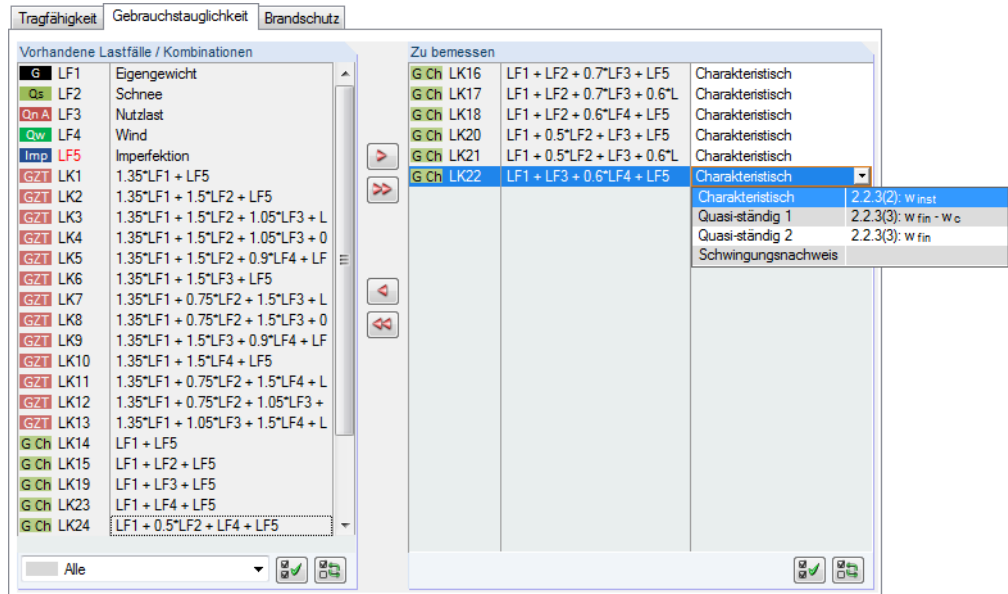 Tragfähigkeit Gebrauchstauglichkeit Brandschutz
Vorhandene Lastfälle / Kombinationen
G LF1 Eigengewicht
Qs LF2 Schnee
Qn A LF3 Nutzlast
Qw LF4 Wind
Imp LF5 Imperfektion
GZT LK1 1.35*LF1 + LF5
GZT LK2 1.35*LF1 + 1.5*LF2 + LF5
GZT LK3 1.35*LF1 + 1.5*LF2 + 1.05*LF3 + L
GZT LK4 1.35*LF1 + 1.5*LF2 + 1.05*LF3 + 0
GZT LK5 1.35*LF1 + 1.5*LF2 + 0.9*LF4 + LF
GZT LK6 1.35*LF1 + 1.5*LF3 + LF5
GZT LK7 1.35*LF1 + 0.75*LF2 + 1.5*LF3 + L
GZT LK8 1.35*LF1 + 0.75*LF2 + 1.5*LF3 + 0
GZT LK9 1.35*LF1 + 1.5*LF3 + 0.9*LF4 + LF
GZT LK10 1.35*LF1 + 1.5*LF4 + LF5
GZT LK11 1.35*LF1 + 0.75*LF2 + 1.5*LF4 + L
GZT LK12 1.35*LF1 + 0.75*LF2 + 1.05*LF3 +
GZT LK13 1.35*LF1 + 1.05*LF3 + 1.5*LF4 + L
G Ch LK14 LF1 + LF5
G Ch LK15 LF1 + LF2 + LF5
G Ch LK19 LF1 + LF3 + LF5
G Ch LK23 LF1 + LF4 + LF5
G Ch LK24 LF1 + 0.5*LF2 + LF4 + LF5
Alle
Zu bemessen
G Ch LK16 LF1 + LF2 + 0.7*LF3 + LF5 Charakteristisch
G Ch LK17 LF1 + LF2 + 0.7*LF3 + 0.6*L Charakteristisch
G Ch LK18 LF1 + LF2 + 0.6*LF4 + LF5 Charakteristisch
G Ch LK20 LF1 + 0.5*LF2 + LF3 + LF5 Charakteristisch
G Ch LK21 LF1 + 0.5*LF2 + LF3 + 0.6*L Charakteristisch
G Ch LK22 LF1 + LF3 + 0.6*LF4 + LF5 Charakteristisch
Charakteristisch 2.2.3(2): w inst
Quasi-ständig 1 2.2.3(3): w fin - w c
Quasi-ständig 2 2.2.3(3): w fin
Schwingungsnachweis